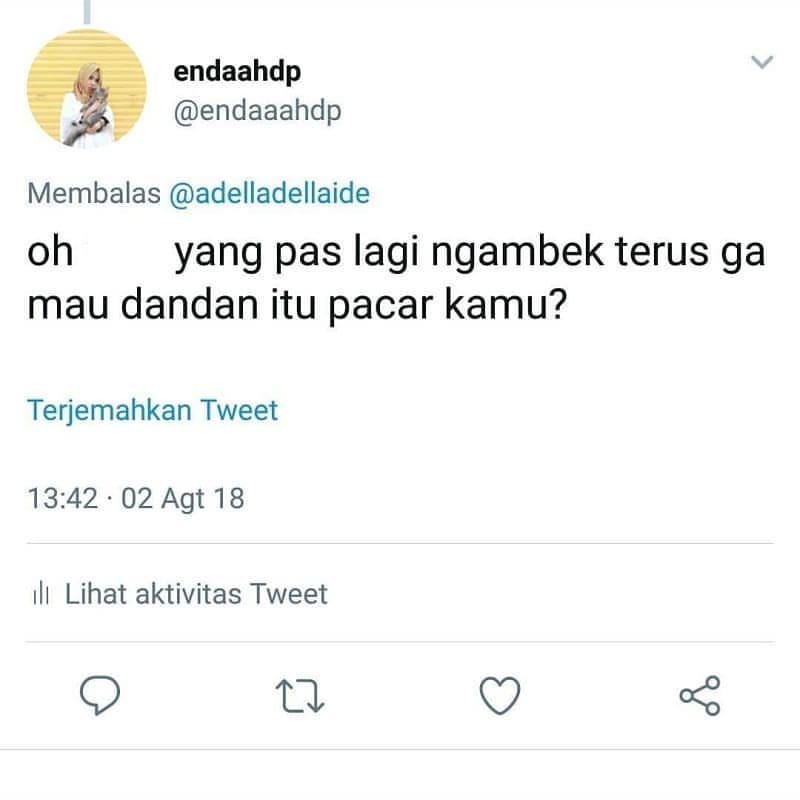 endaahdp
@endaaahdp
Membalas @adelladellaide
oh yang pas lagi ngambek terus ga
mau dandan itu pacar kamu?
Terjemahkan Tweet
13:42 · 02 Agt 18
Lihat aktivitas Tweet